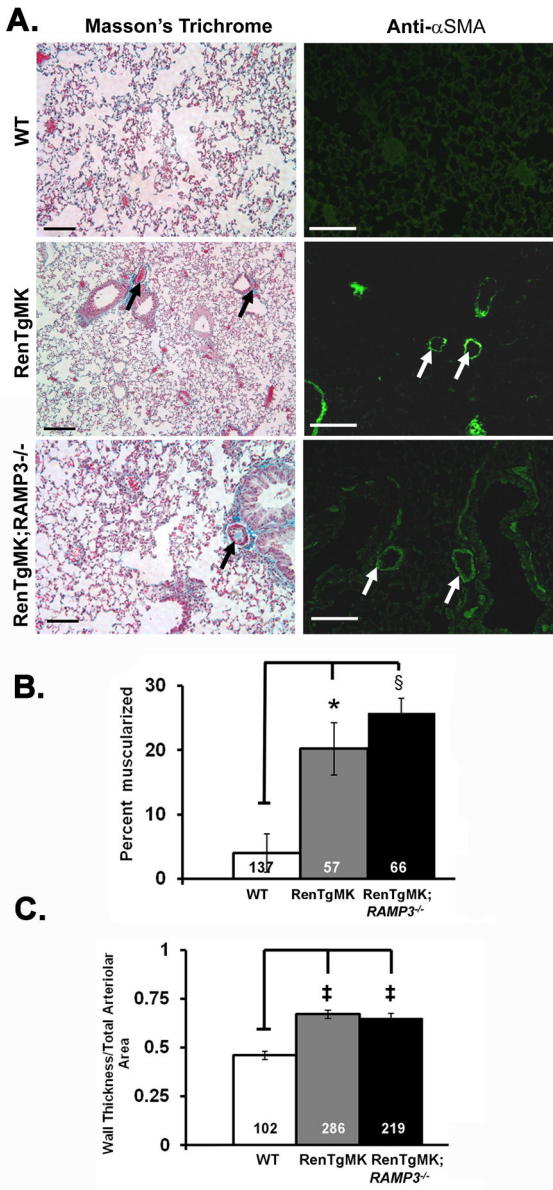 A.
Masson's Trichrome
Anti-αSMA
WT
RenTgMK
RenTgMK;RAMP3-/-
B.
Percent muscularized
30
20
10
0
*
§
137
57
66
WT
RenTgMK
RenTgMK;
RAMP3-/-
C.
Wall Thickness/Total Arteriolar
Area
1
0.75
0.5
0.25
0
‡
‡
102
286
219
WT
RenTgMK
RenTgMK;
RAMP3-/-